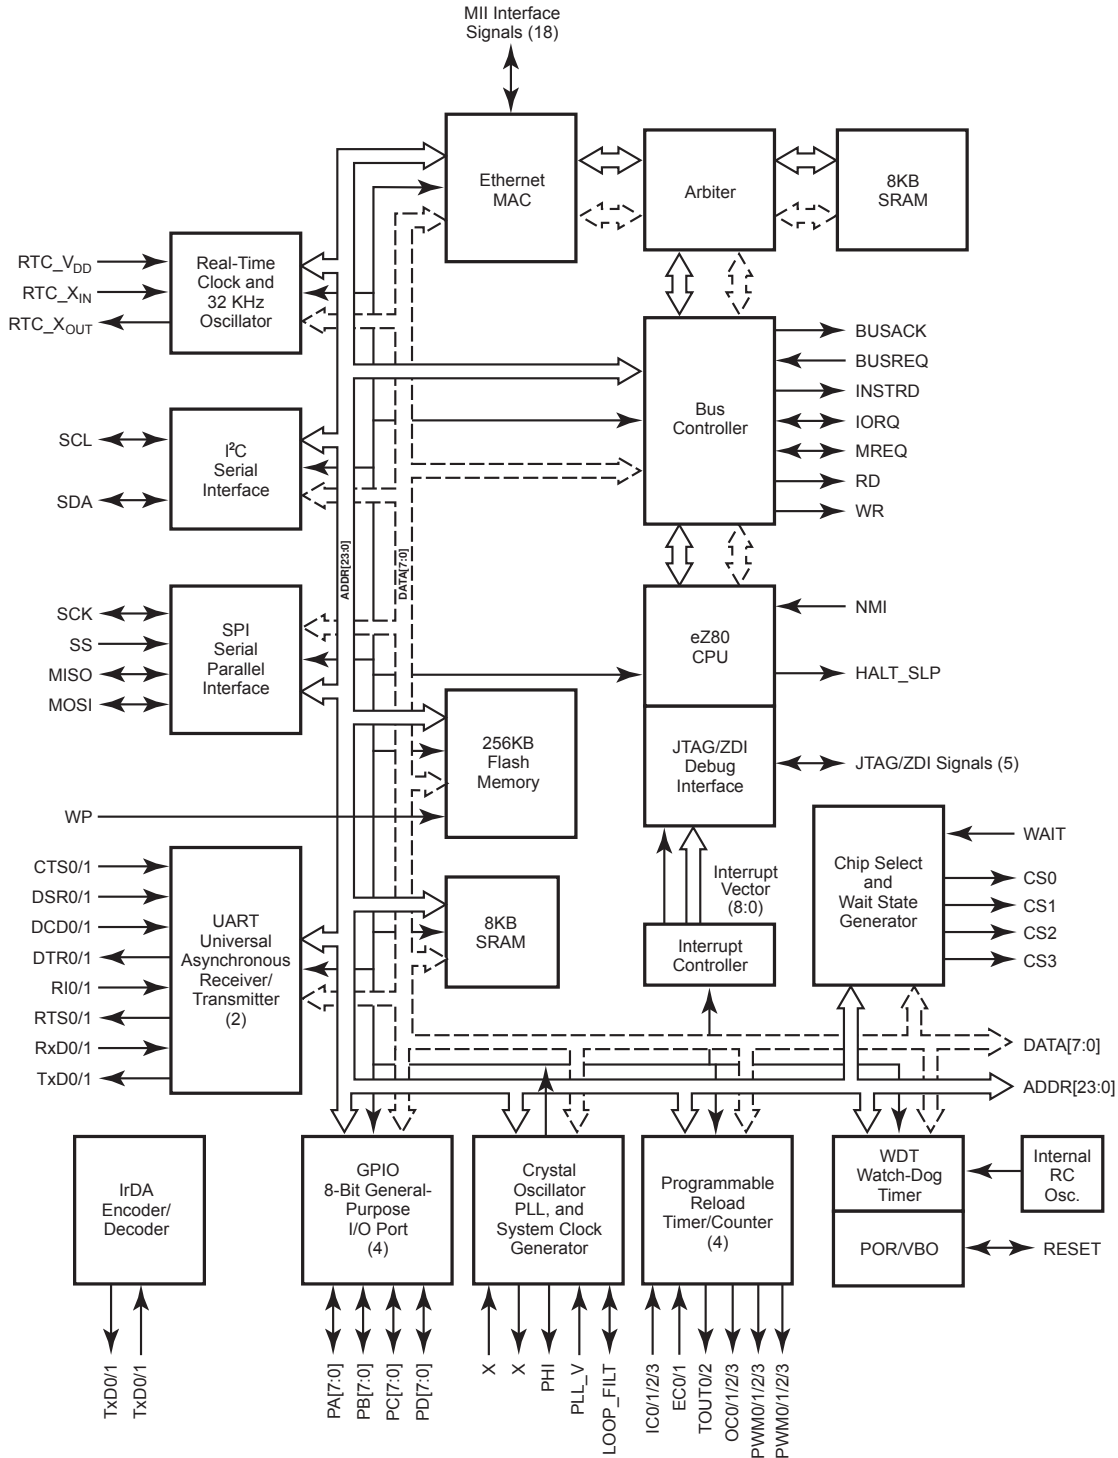 MII Interface
Signals (18)
Ethernet
MAC
Arbiter
8KB
SRAM
RTC_VDD
RTC_XIN
RTC_XOUT
Real-Time
Clock and
32 KHz
Oscillator
Bus
Controller
BUSACK
BUSREQ
INSTRD
IORQ
MREQ
RD
WR
SCL
SDA
I²C
Serial
Interface
ADDR[23:0]
DATA[7:0]
SCK
SS
MISO
MOSI
SPI
Serial
Parallel
Interface
eZ80
CPU
NMI
HALT_SLP
256KB
Flash
Memory
JTAG/ZDI
Debug
Interface
JTAG/ZDI Signals (5)
WP
CTS0/1
DSR0/1
DCD0/1
DTR0/1
RI0/1
RTS0/1
RxD0/1
TxD0/1
UART
Universal
Asynchronous
Receiver/
Transmitter
(2)
8KB
SRAM
Interrupt
Vector
(8:0)
Interrupt
Controller
Chip Select
and
Wait State
Generator
WAIT
CS0
CS1
CS2
CS3
DATA[7:0]
ADDR[23:0]
IrDA
Encoder/
Decoder
GPIO
8-Bit General-
Purpose
I/O Port
(4)
Crystal
Oscillator
PLL, and
System Clock
Generator
Programmable
Reload
Timer/Counter
(4)
WDT
Watch-Dog
Timer
POR/VBO
Internal
RC
Osc.
RESET
TxD0/1
TxD0/1
PA[7:0]
PB[7:0]
PC[7:0]
PD[7:0]
X
X
PHI
PLL_V
LOOP_FILT
IC0/1/2/3
EC0/1
TOUT0/2
OC0/1/2/3
PWM0/1/2/3
PWM0/1/2/3